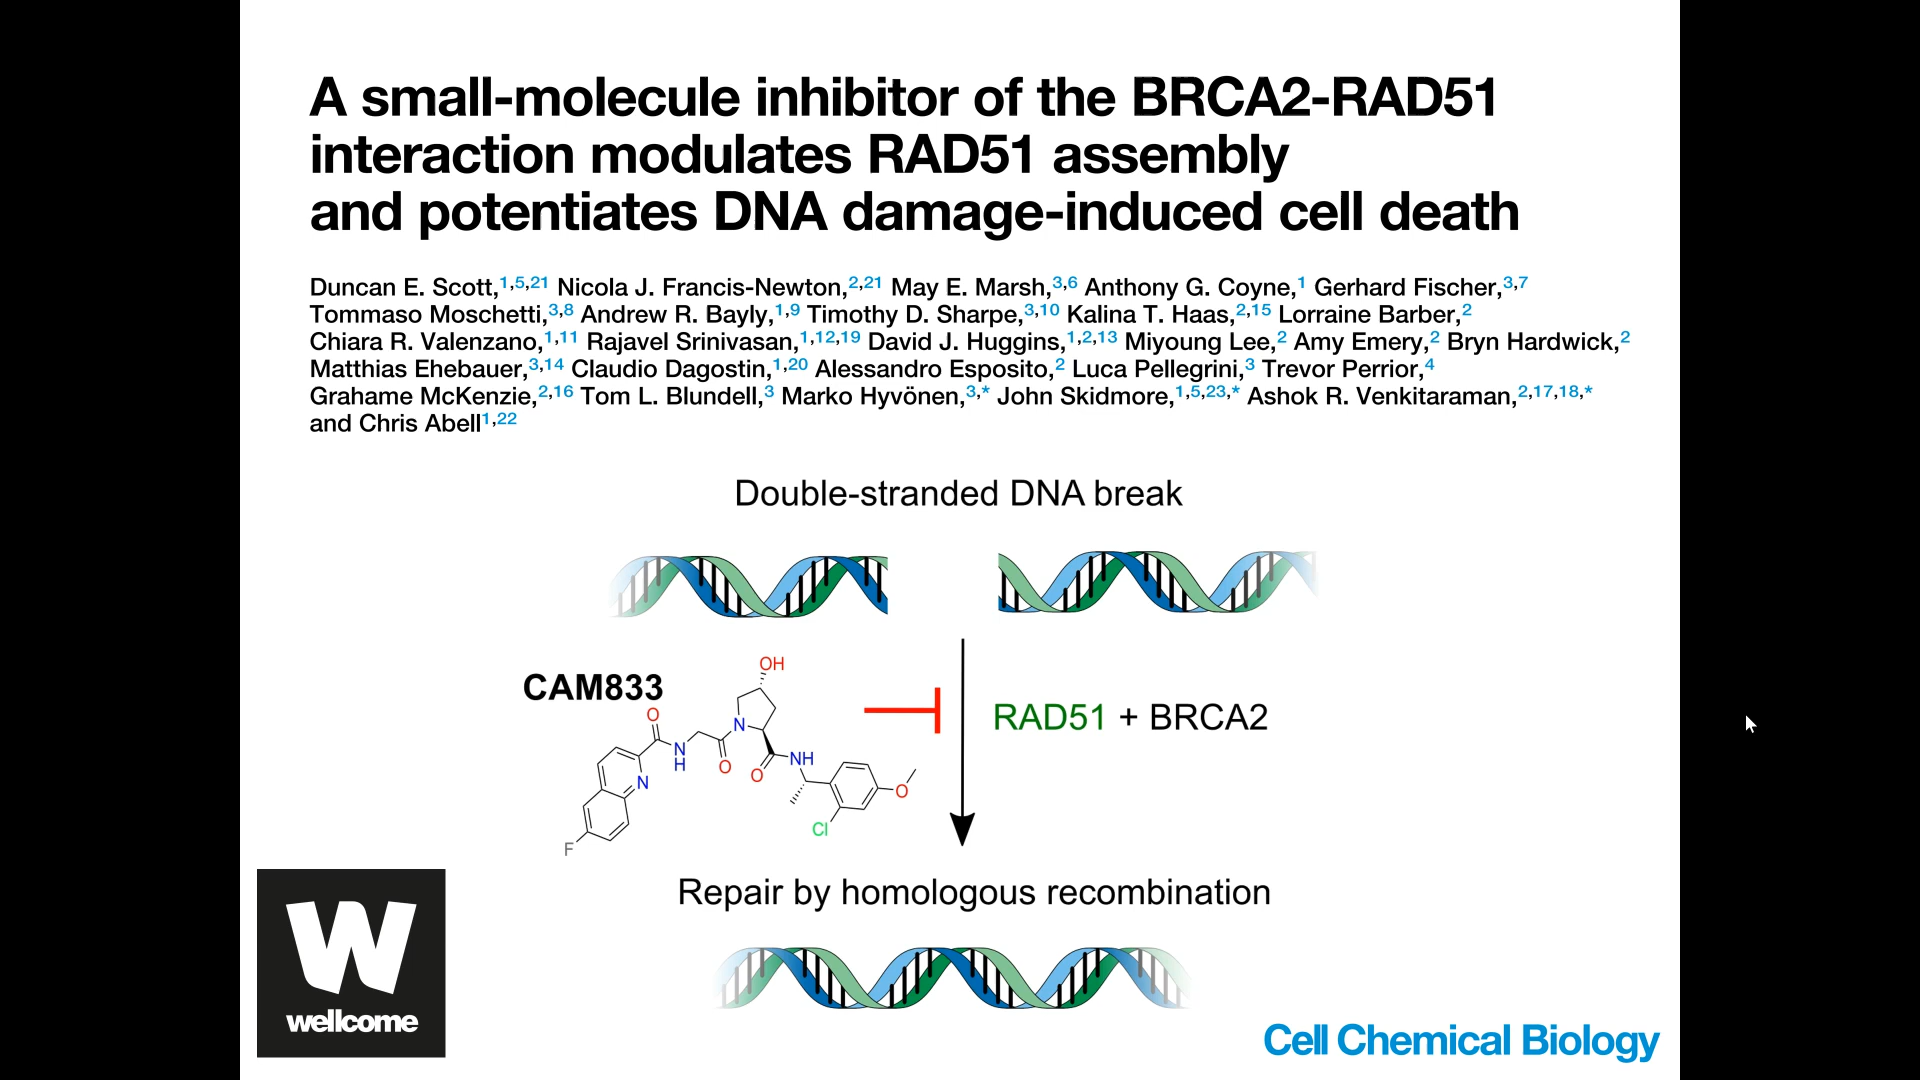 A small-molecule inhibitor of the BRCA2-RAD51
interaction modulates RAD51 assembly
and potentiates DNA damage-induced cell death
Duncan E. Scott,1,5,21 Nicola J. Francis-Newton,2,21 May E. Marsh,3,6 Anthony G. Coyne,1 Gerhard Fischer,3,7
Tommaso Moschetti,3,8 Andrew R. Bayly,1,9 Timothy D. Sharpe,3,10 Kalina T. Haas,2,15 Lorraine Barber,2
Chiara R. Valenzano,1,11 Rajavel Srinivasan,1,12,19 David J. Huggins,1,2,13 Miyoung Lee,2 Amy Emery,2 Bryn Hardwick,2
Matthias Ehebauer,3,14 Claudio Dagostin,1,20 Alessandro Esposito,2 Luca Pellegrini,3 Trevor Perrior,4
Grahame McKenzie,2,16 Tom L. Blundell,3 Marko Hyvönen,3,* John Skidmore,1,5,23,* Ashok R. Venkitaraman,2,17,18,*
and Chris Abell1,22
Double-stranded DNA break
CAM833
OH
O
N
H
O
N
O
NH
N
O
Cl
F
RAD51 + BRCA2
Repair by homologous recombination
W
wellcome
Cell Chemical Biology